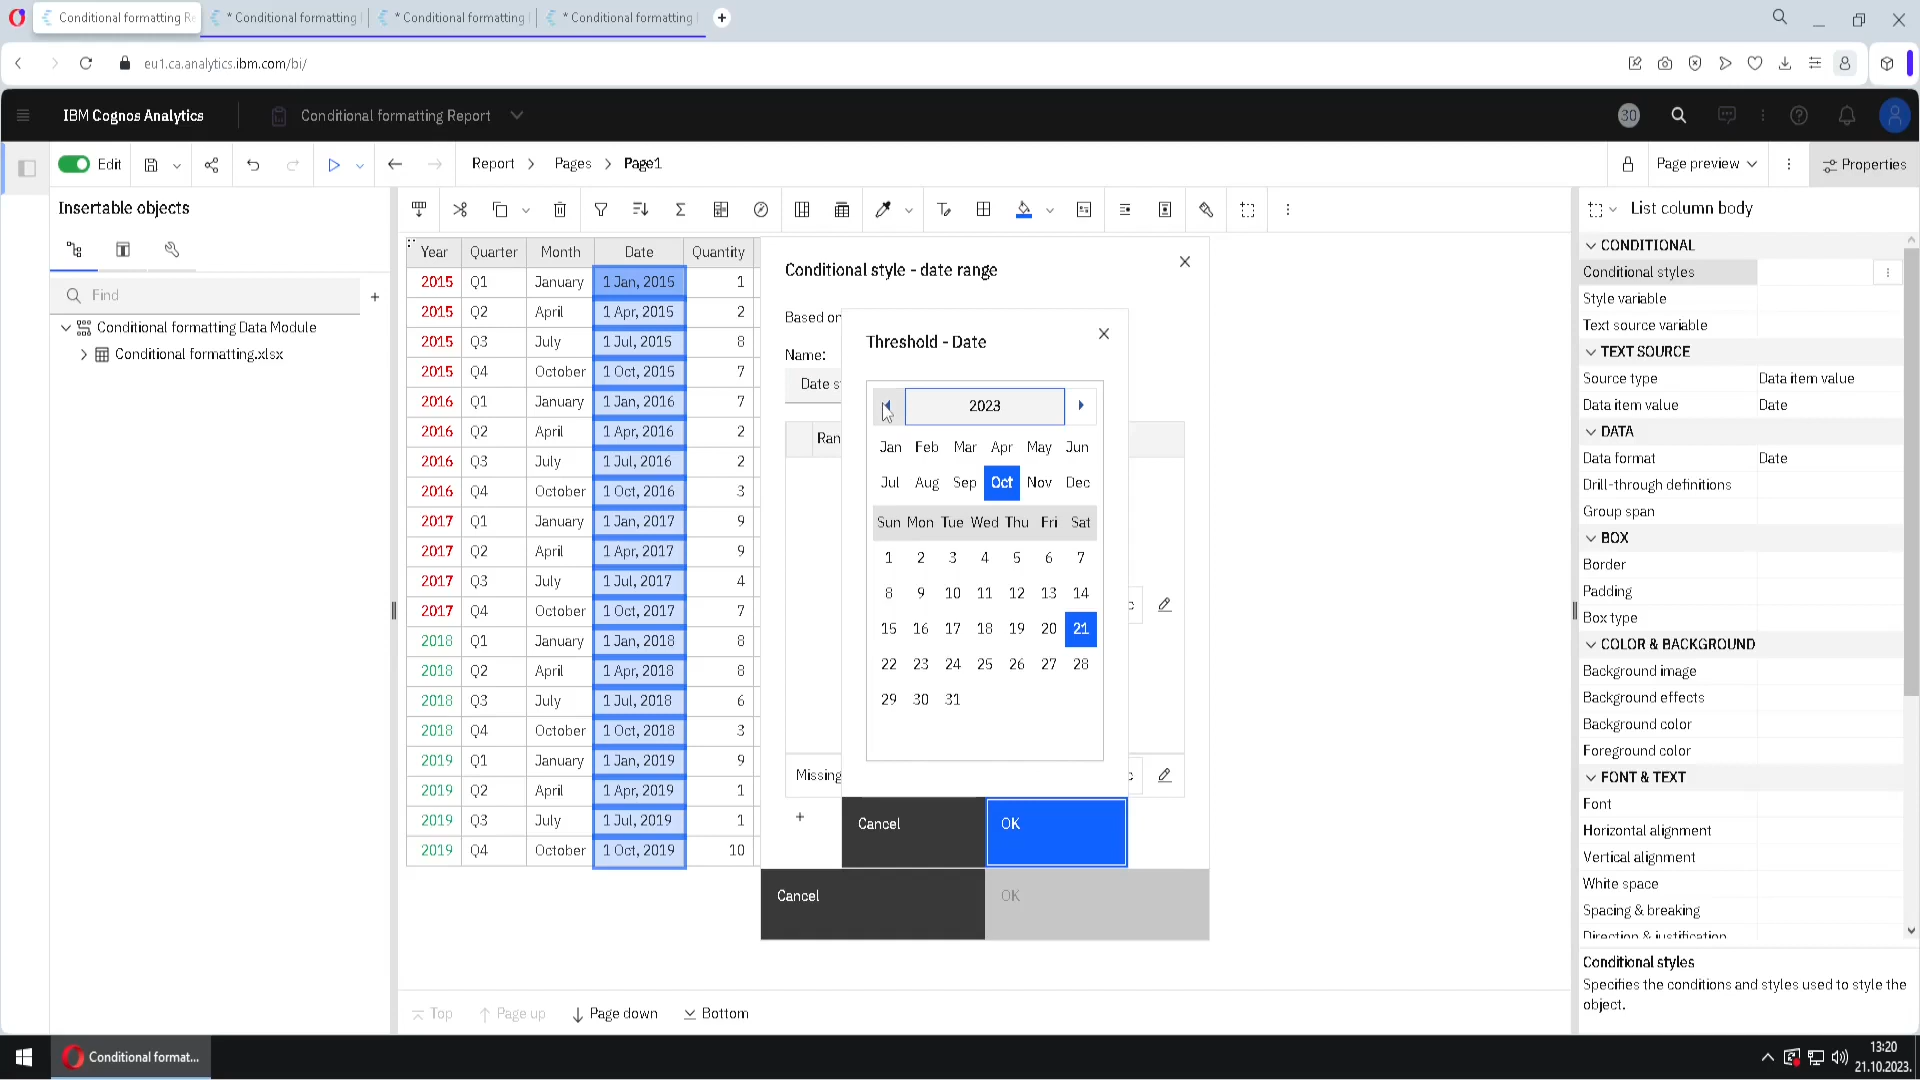 Conditional formatting Re
* Conditional formatting
* Conditional formatting
* Conditional formatting
eu1.ca.analytics.ibm.com/bi/
IBM Cognos Analytics
Conditional formatting Report
30
Edit
Report
Pages
Page1
Page preview
Properties
Insertable objects
Find
Conditional formatting Data Module
Conditional formatting.xlsx
Year Quarter Month Date Quantity
2015 Q1 January 1 Jan, 2015 1
2015 Q2 April 1 Apr, 2015 2
2015 Q3 July 1 Jul, 2015 8
2015 Q4 October 1 Oct, 2015 7
2016 Q1 January 1 Jan, 2016 7
2016 Q2 April 1 Apr, 2016 2
2016 Q3 July 1 Jul, 2016 2
2016 Q4 October 1 Oct, 2016 3
2017 Q1 January 1 Jan, 2017 9
2017 Q2 April 1 Apr, 2017 9
2017 Q3 July 1 Jul, 2017 4
2017 Q4 October 1 Oct, 2017 7
2018 Q1 January 1 Jan, 2018 8
2018 Q2 April 1 Apr, 2018 8
2018 Q3 July 1 Jul, 2018 6
2018 Q4 October 1 Oct, 2018 3
2019 Q1 January 1 Jan, 2019 9
2019 Q2 April 1 Apr, 2019 1
2019 Q3 July 1 Jul, 2019 1
2019 Q4 October 1 Oct, 2019 10
Conditional style - date range
Based on
Name:
Date s
Ran
Missing
Threshold - Date
2023
Jan Feb Mar Apr May Jun
Jul Aug Sep Oct Nov Dec
Sun Mon Tue Wed Thu Fri Sat
1 2 3 4 5 6 7
8 9 10 11 12 13 14
15 16 17 18 19 20 21
22 23 24 25 26 27 28
29 30 31
Cancel
OK
Cancel
OK
Top
Page up
Page down
Bottom
List column body
CONDITIONAL
Conditional styles
Style variable
Text source variable
TEXT SOURCE
Source type Data item value
Data item value Date
DATA
Data format Date
Drill-through definitions
Group span
BOX
Border
Padding
Box type
COLOR & BACKGROUND
Background image
Background effects
Background color
Foreground color
FONT & TEXT
Font
Horizontal alignment
Vertical alignment
White space
Spacing & breaking
Direction & justification
Conditional styles
Specifies the conditions and styles used to style the
object.
Conditional format...
13:20
21.10.2023.